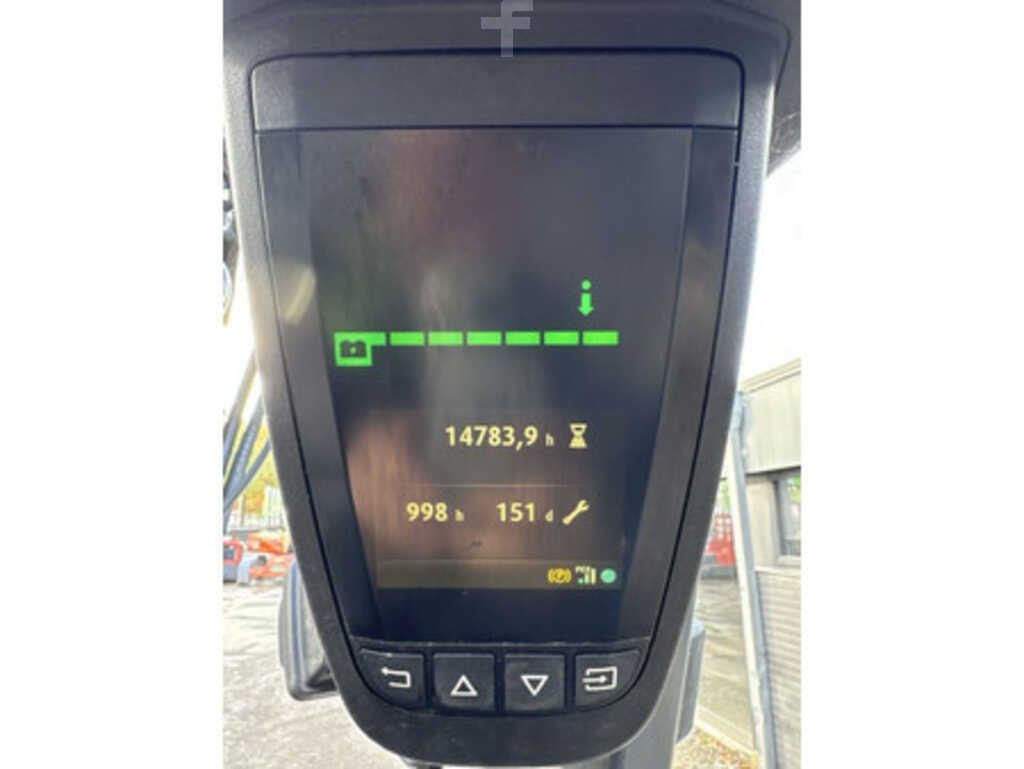 f
14783,9 h
998 h 151 d
(P)